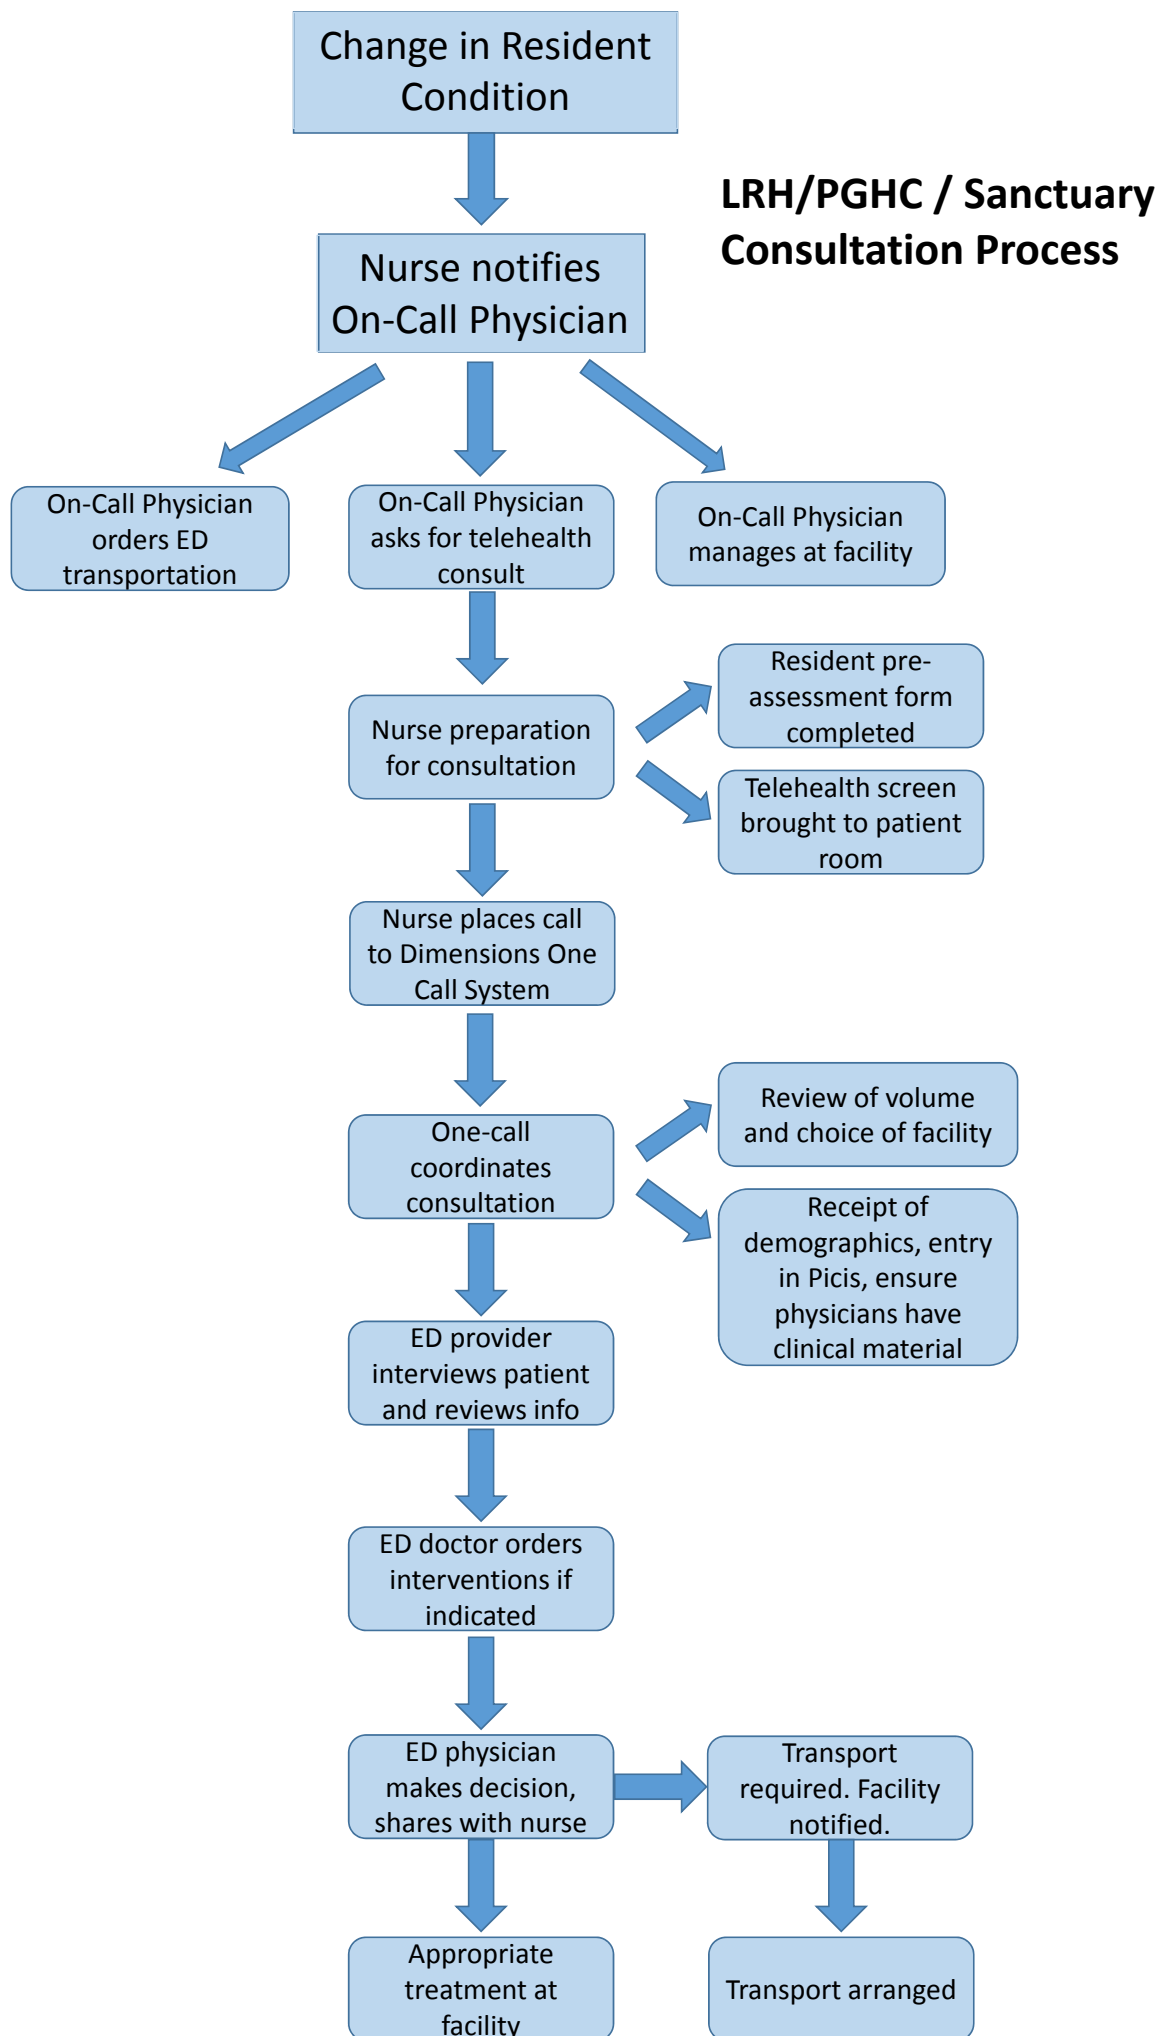 Change in Resident
Condition
LRH/PGHC / Sanctuary
Consultation Process
Nurse notifies
On-Call Physician
On-Call Physician
orders ED
transportation
On-Call Physician
asks for telehealth
consult
On-Call Physician
manages at facility
Nurse preparation
for consultation
Resident pre-
assessment form
completed
Telehealth screen
brought to patient
room
Nurse places call
to Dimensions One
Call System
One-call
coordinates
consultation
Review of volume
and choice of facility
Receipt of
demographics, entry
in Picis, ensure
physicians have
clinical material
ED provider
interviews patient
and reviews info
ED doctor orders
interventions if
indicated
ED physician
makes decision,
shares with nurse
Transport
required. Facility
notified.
Appropriate
treatment at
facility
Transport arranged